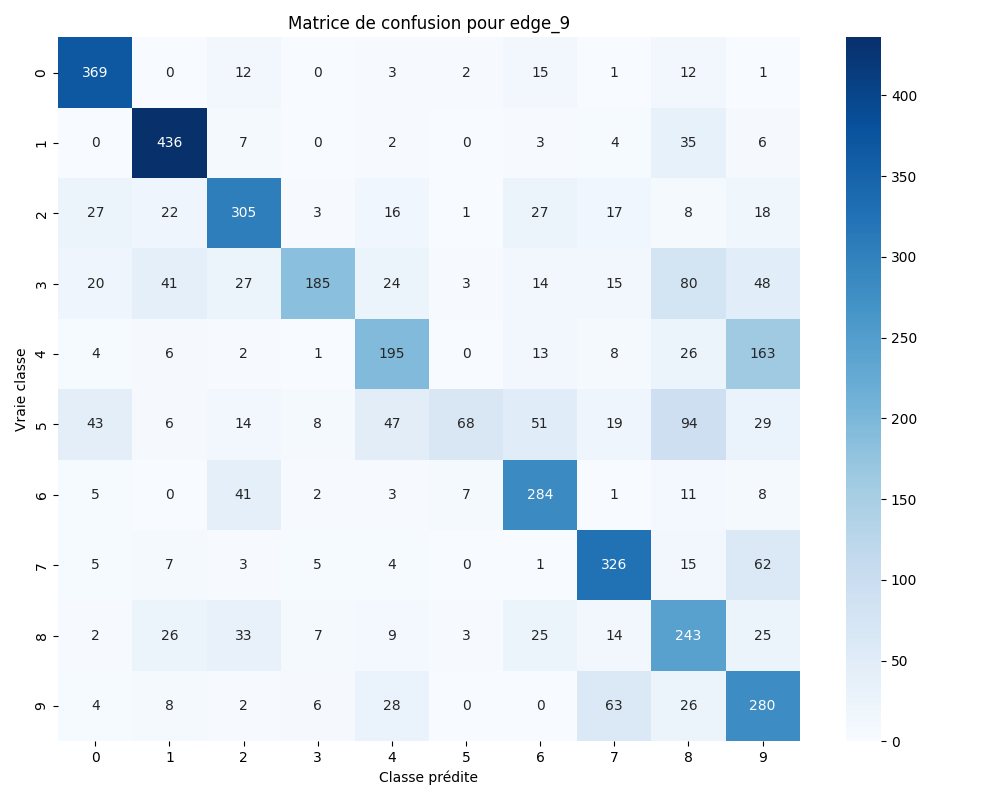 Matrice de confusion pour edge_9
0 369 0 12 0 3 2 15 1 12 1
1 0 436 7 0 2 0 3 4 35 6
2 27 22 305 3 16 1 27 17 8 18
3 20 41 27 185 24 3 14 15 80 48
4 4 6 2 1 195 0 13 8 26 163
5 43 6 14 8 47 68 51 19 94 29
6 5 0 41 2 3 7 284 1 11 8
7 5 7 3 5 4 0 1 326 15 62
8 2 26 33 7 9 3 25 14 243 25
9 4 8 2 6 28 0 0 63 26 280
0 1 2 3 4 5 6 7 8 9
Classe prédite
Vraie classe
400
350
300
250
200
150
100
50
0